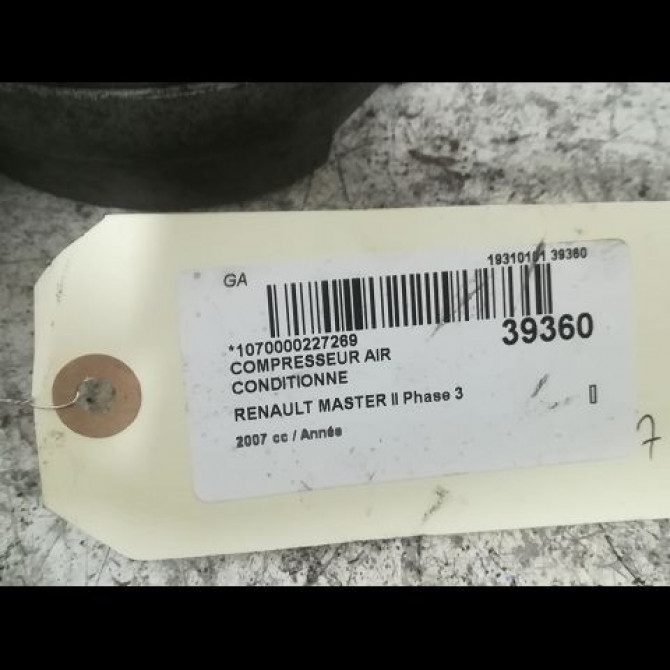 GA
19310101 39360
39360
*1070000227269
COMPRESSEUR AIR
CONDITIONNE
RENAULT MASTER II Phase 3
2007 cc / Année
7